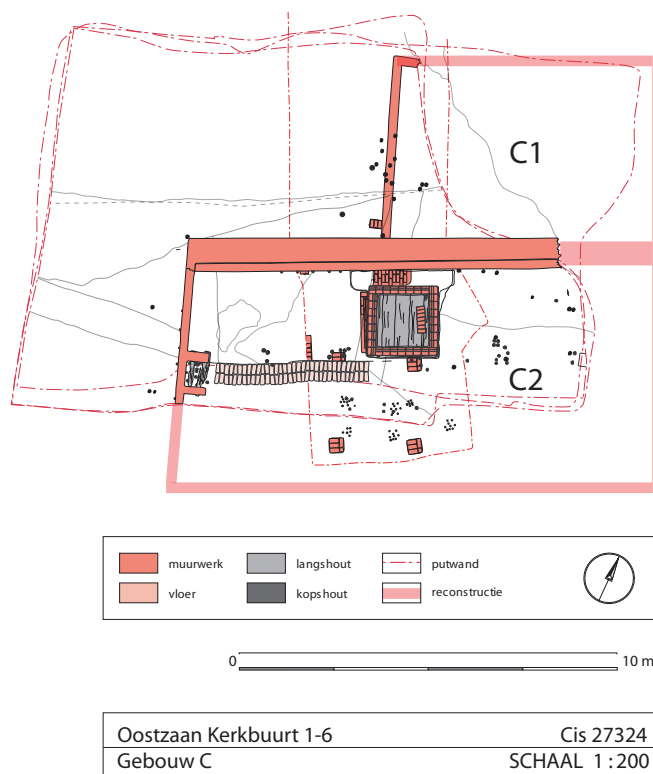 C1
C2
muurwerk
langshout
putwand
vloer
kopshout
reconstructie
0
10 m
Oostzaan Kerkbuurt 1-6
Cis 27324
Gebouw C
SCHAAL 1:200